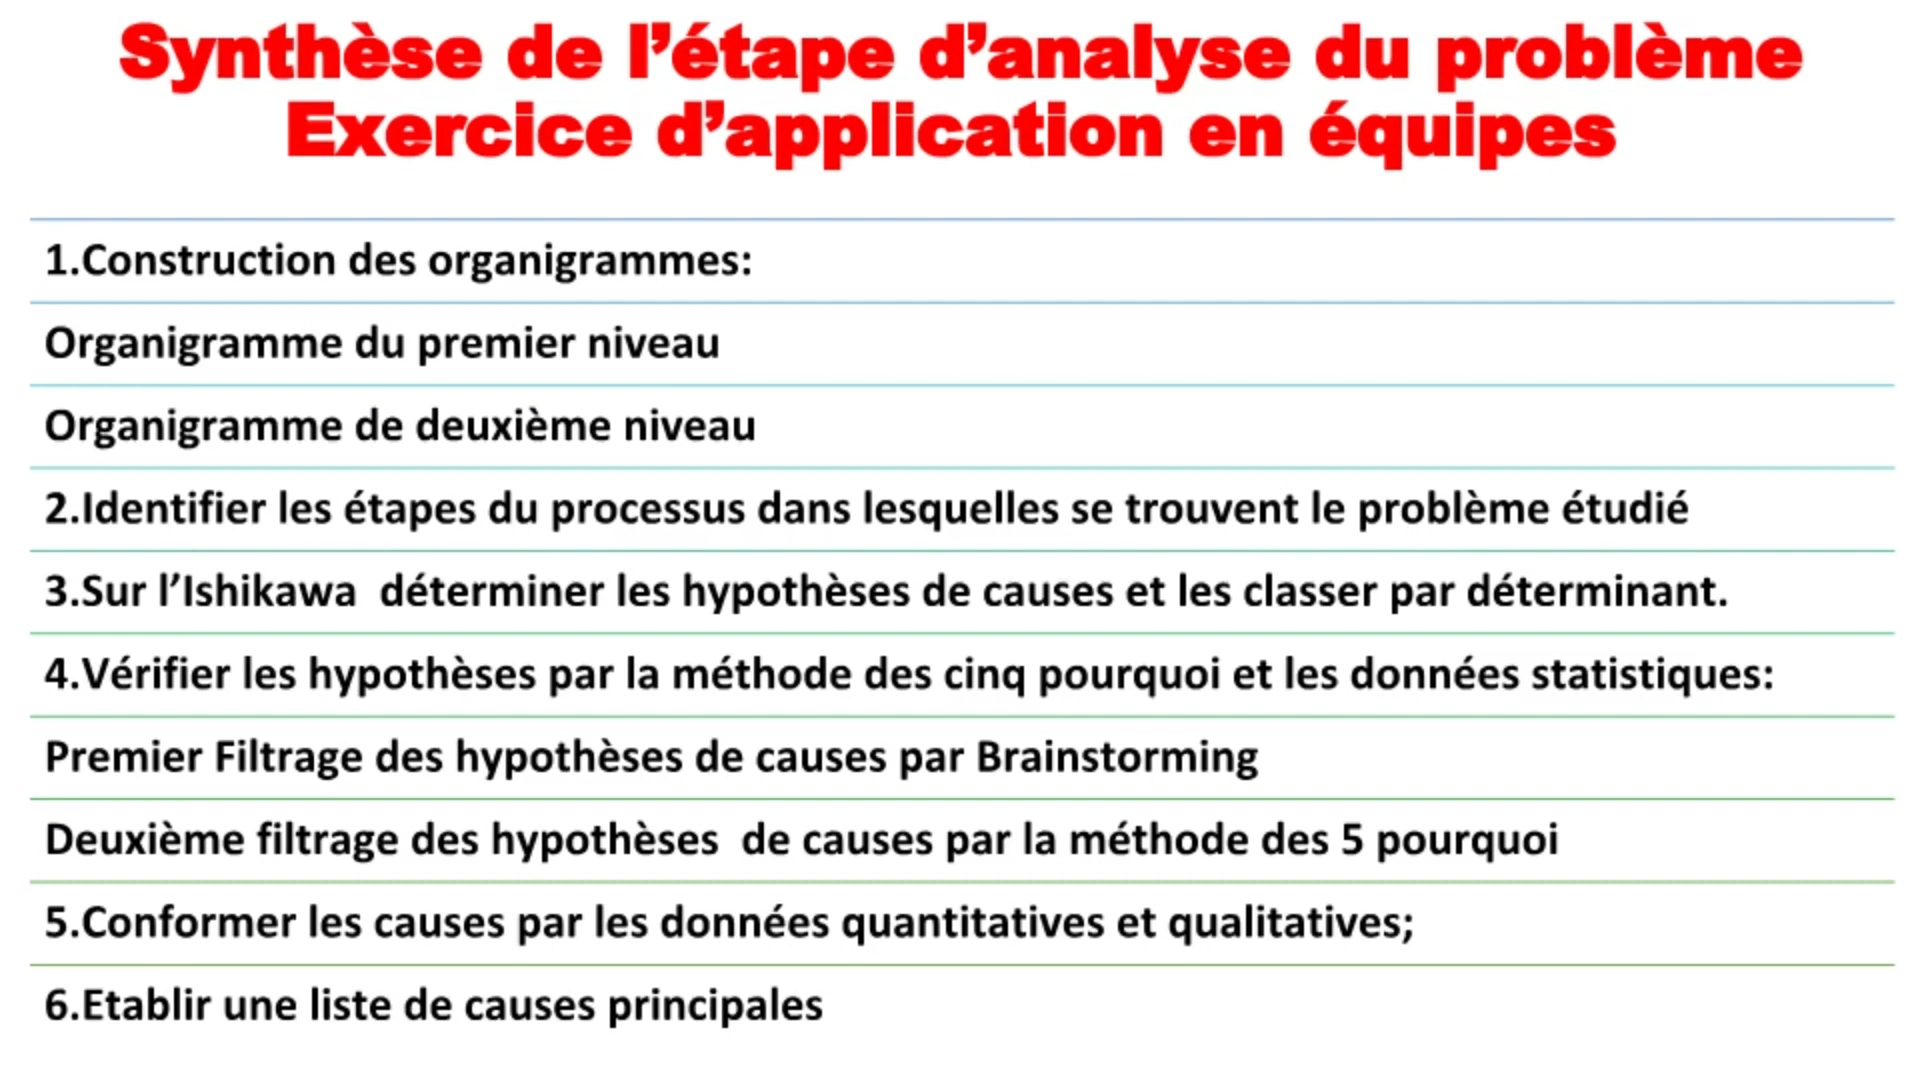 Synthèse de l’étape d’analyse du problème
Exercice d’application en équipes
1.Construction des organigrammes:
Organigramme du premier niveau
Organigramme de deuxième niveau
2.Identifier les étapes du processus dans lesquelles se trouvent le problème étudié
3.Sur l’Ishikawa  déterminer les hypothèses de causes et les classer par déterminant.
4.Vérifier les hypothèses par la méthode des cinq pourquoi et les données statistiques:
Premier Filtrage des hypothèses de causes par Brainstorming
Deuxième filtrage des hypothèses  de causes par la méthode des 5 pourquoi
5.Conformer les causes par les données quantitatives et qualitatives;
6.Etablir une liste de causes principales